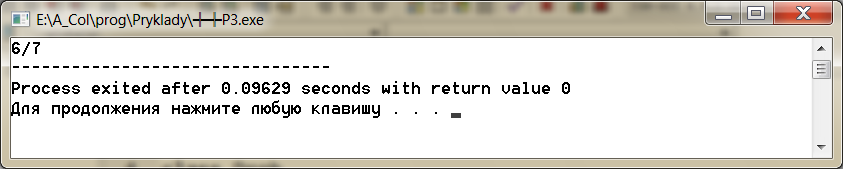 E:\A_Col\prog\Pryklady\┼┼P3.exe
6/7
--------------------------------
Process exited after 0.09629 seconds with return value 0
Для продолжения нажмите любую клавишу . . .